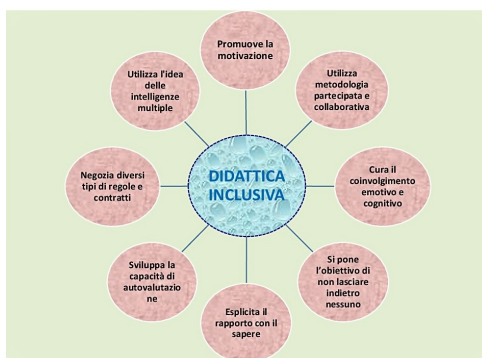 Promuove la
motivazione
Utilizza
metodologia
partecipata e
collaborativa
Cura il
coinvolgimento
emotivo e
cognitivo
Si pone
l'obiettivo di
non lasciare
indietro
nessuno
Esplicita il
rapporto con il
sapere
Sviluppa la
capacità di
autovalutazio
ne
Negozia diversi
tipi di regole e
contratti
Utilizza l'idea
delle
intelligenze
multiple
DIDATTICA
INCLUSIVA